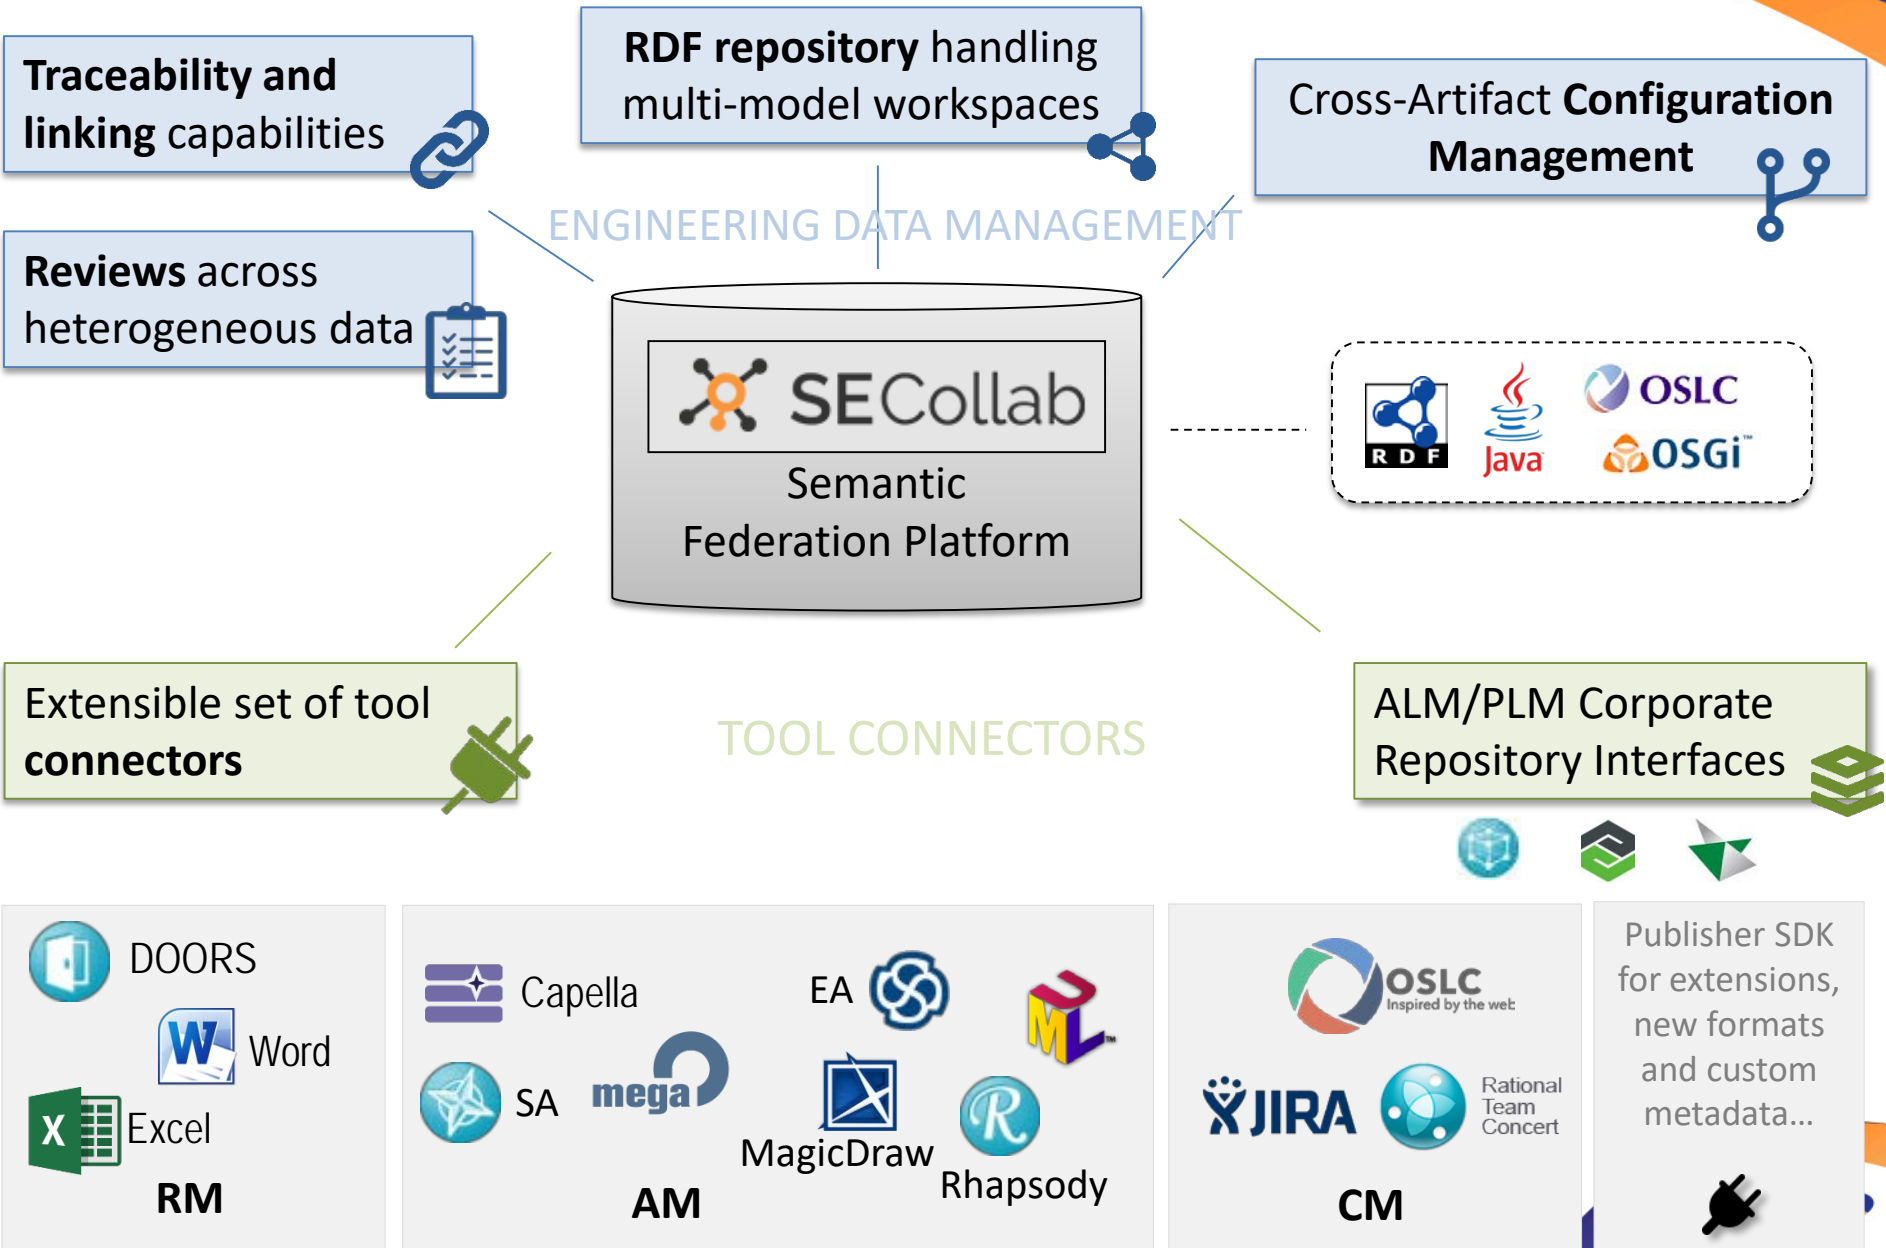 Traceability and
linking capabilities
RDF repository handling
multi-model workspaces
Cross-Artifact Configuration
Management
ENGINEERING DATA MANAGEMENT
Reviews across
heterogeneous data
SECollab
Semantic
Federation Platform
RDF
Java
OSLC
OSGi™
Extensible set of tool
connectors
TOOL CONNECTORS
ALM/PLM Corporate
Repository Interfaces
DOORS
W
Word
X
Excel
RM
Capella
EA
UML™
SA
mega
MagicDraw
R
Rhapsody
AM
OSLC
Inspired by the web
JIRA
Rational
Team
Concert
CM
Publisher SDK
for extensions,
new formats
and custom
metadata...